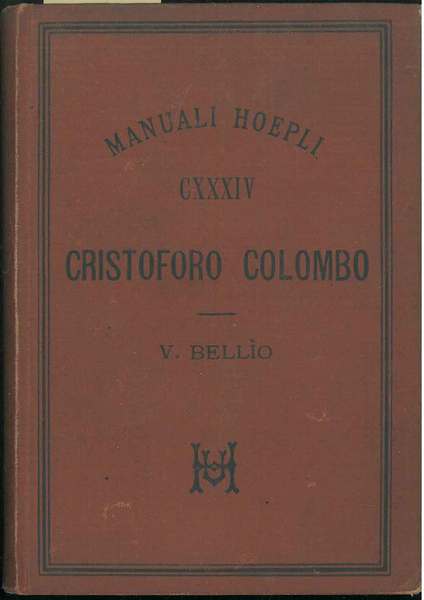 MANUALI HOEPLI
CXXXIV
CRISTOFORO COLOMBO
V. BELLÌO